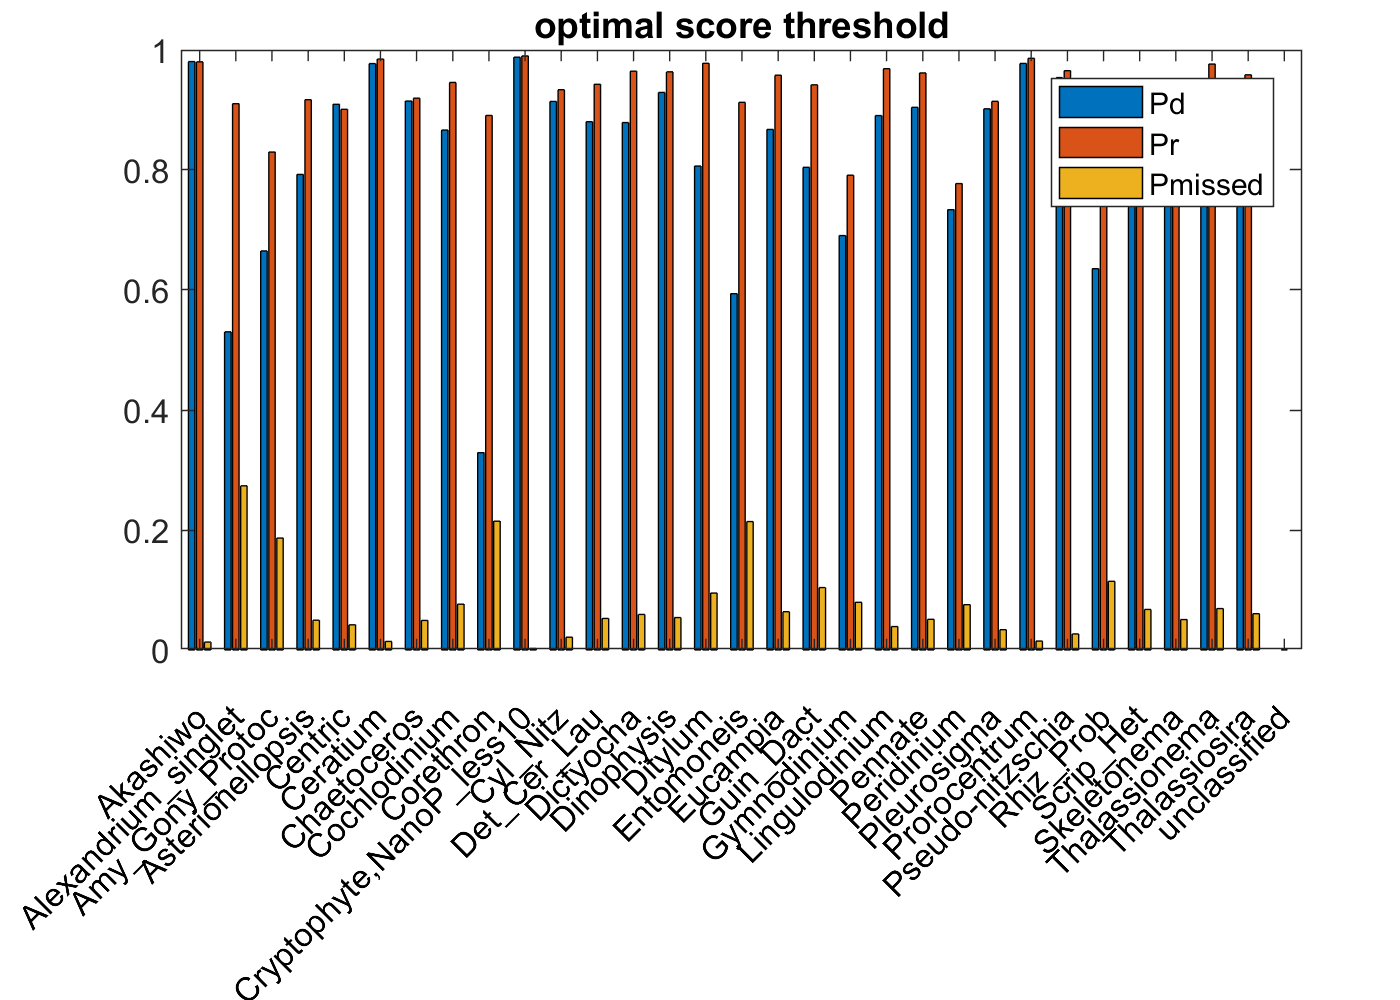 optimal score threshold
1
0.8
0.6
0.4
0.2
0
Pd
Pr
Pmissed
Akashiwo
Alexandrium_singlet
Amy_Gony_Protoc
Asterionellopsis
Centric
Ceratium
Chaetoceros
Cochlodinium
Corethron
Cryptophyte,NanoP_less10
_Cyl_Nitz
Det_Cer_Lau
Dictyocha
Dinophysis
Ditylum
Entomoneis
Eucampia
Guin_Dact
Gymnodinium
Lingulodinium
Pennate
Peridinium
Pleurosigma
Prorocentrum
Pseudo-nitzschia
Rhiz_Prob
Scrip_Het
Skeletonema
Thalassionema
Thalassiosira
unclassified